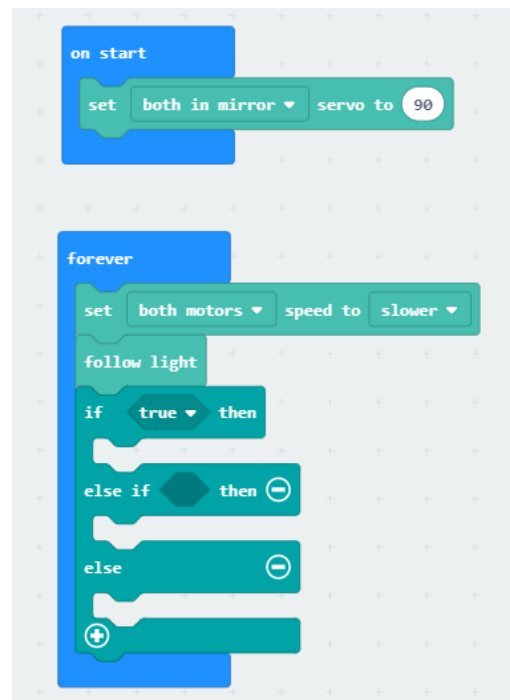 on start
set both in mirror servo to 90
forever
set both motors speed to slower
follow light
if true then
else if then
else